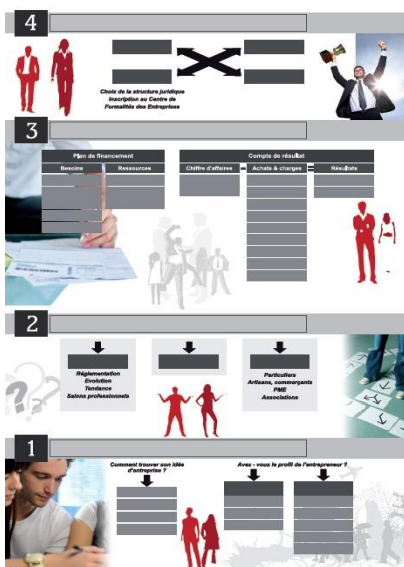 4
Choix de la structure juridique
Inscription au Centre de
Formalités des Entreprises
3
Plan de financement
Compte de résultat
Besoins
Ressources
Chiffre d'affaires
-
Achats & charges
=
Résultats
2
Réglementation
Evolution
Tendance
Salons professionnels
Particuliers
Artisans, commerçants
PME
Associations
1
Comment trouver son idée
d'entreprise ?
Avez - vous le profil de l'entrepreneur ?